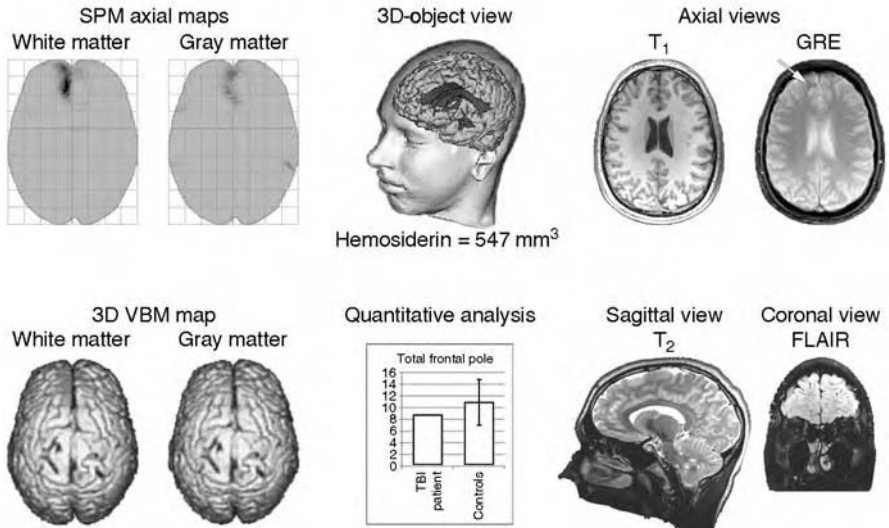 SPM axial maps
White matter
Gray matter
3D-object view
Hemosiderin = 547 mm³
Axial views
T₁
GRE
3D VBM map
White matter
Gray matter
Quantitative analysis
Total frontal pole
16
14
12
10
8
6
4
2
0
TBI
patient
Controls
Sagittal view
T₂
Coronal view
FLAIR